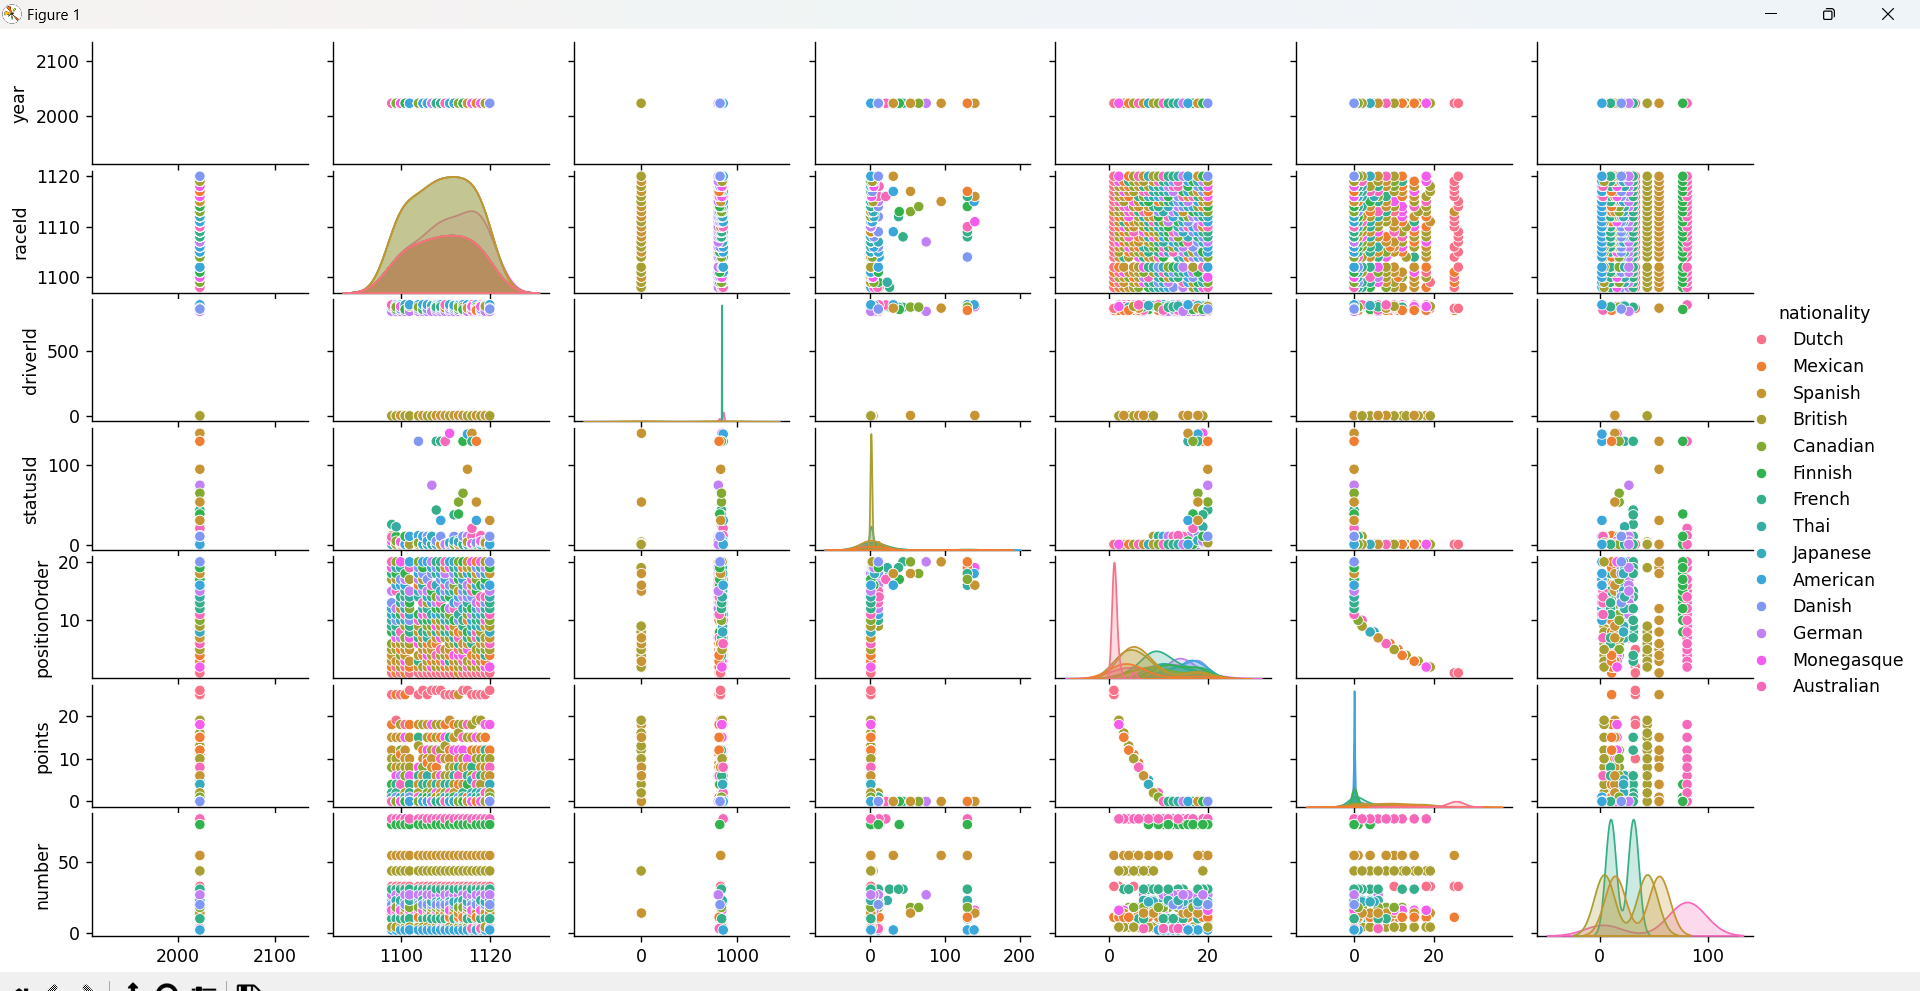 Figure 1
2100
2000
year
1120
1110
1100
raceId
500
0
driverId
100
0
statusId
20
10
positionOrder
20
10
0
points
50
0
number
2000 2100 1100 1120 0 1000 0 100 200 0 20 0 20 0 100
nationality
Dutch
Mexican
Spanish
British
Canadian
Finnish
French
Thai
Japanese
American
Danish
German
Monegasque
Australian